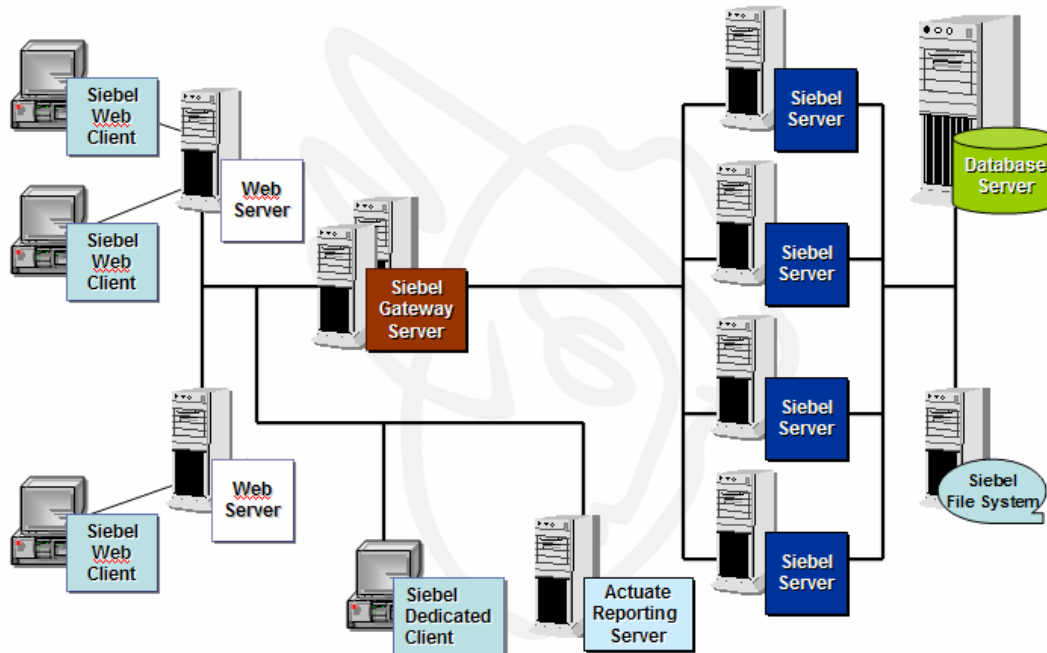 Siebel
Web
Client
Siebel
Web
Client
Web
Server
Siebel
Gateway
Server
Siebel
Server
Siebel
Server
Siebel
Server
Siebel
Server
Database
Server
Siebel
File System
Web
Server
Siebel
Web
Client
Siebel
Dedicated
Client
Actuate
Reporting
Server